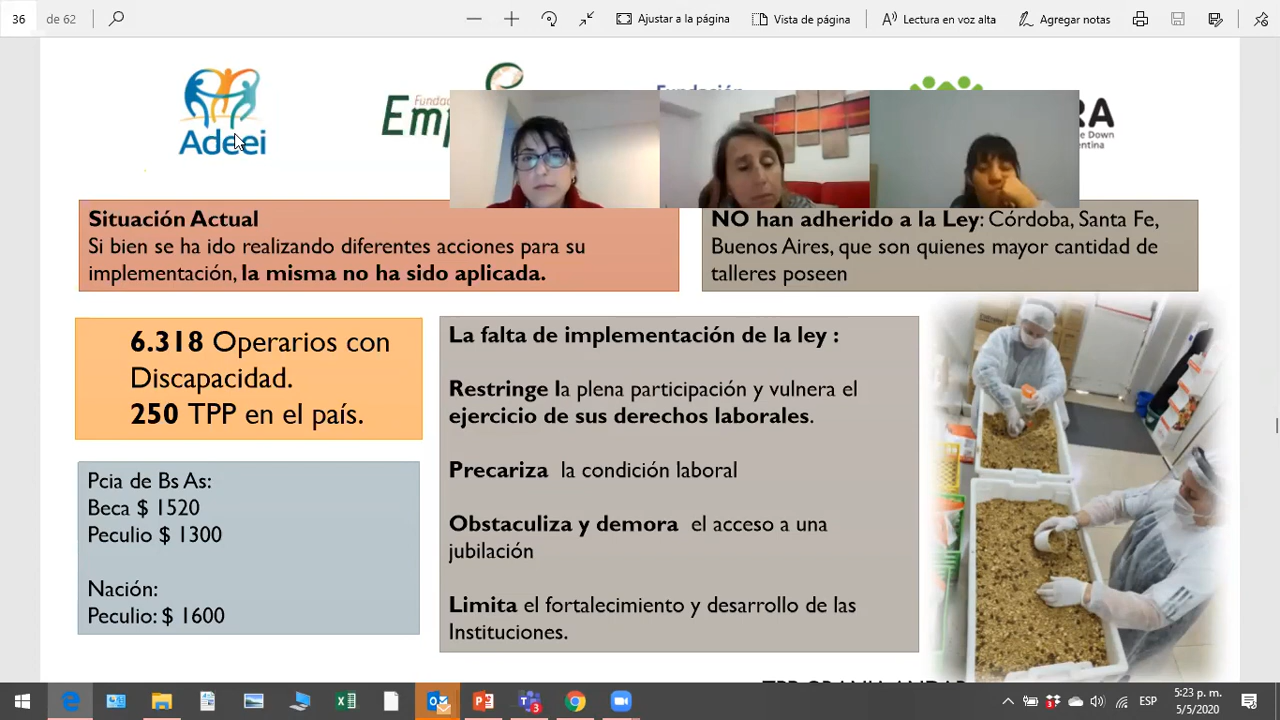 36 de 62 Ajustar a la página Vista de página Lectura en voz alta Agregar notas
Adeei
Funda
Em
Fundación
RA
e Down
entina
Situación Actual
Si bien se ha ido realizando diferentes acciones para su
implementación, la misma no ha sido aplicada.
NO han adherido a la Ley: Córdoba, Santa Fe,
Buenos Aires, que son quienes mayor cantidad de
talleres poseen
6.318 Operarios con
Discapacidad.
250 TPP en el país.
Pcia de Bs As:
Beca $ 1520
Peculio $ 1300
Nación:
Peculio: $ 1600
La falta de implementación de la ley :
Restringe la plena participación y vulnera el
ejercicio de sus derechos laborales.
Precariza la condición laboral
Obstaculiza y demora el acceso a una
jubilación
Limita el fortalecimiento y desarrollo de las
Instituciones.
ESP
5:23 p. m.
5/5/2020